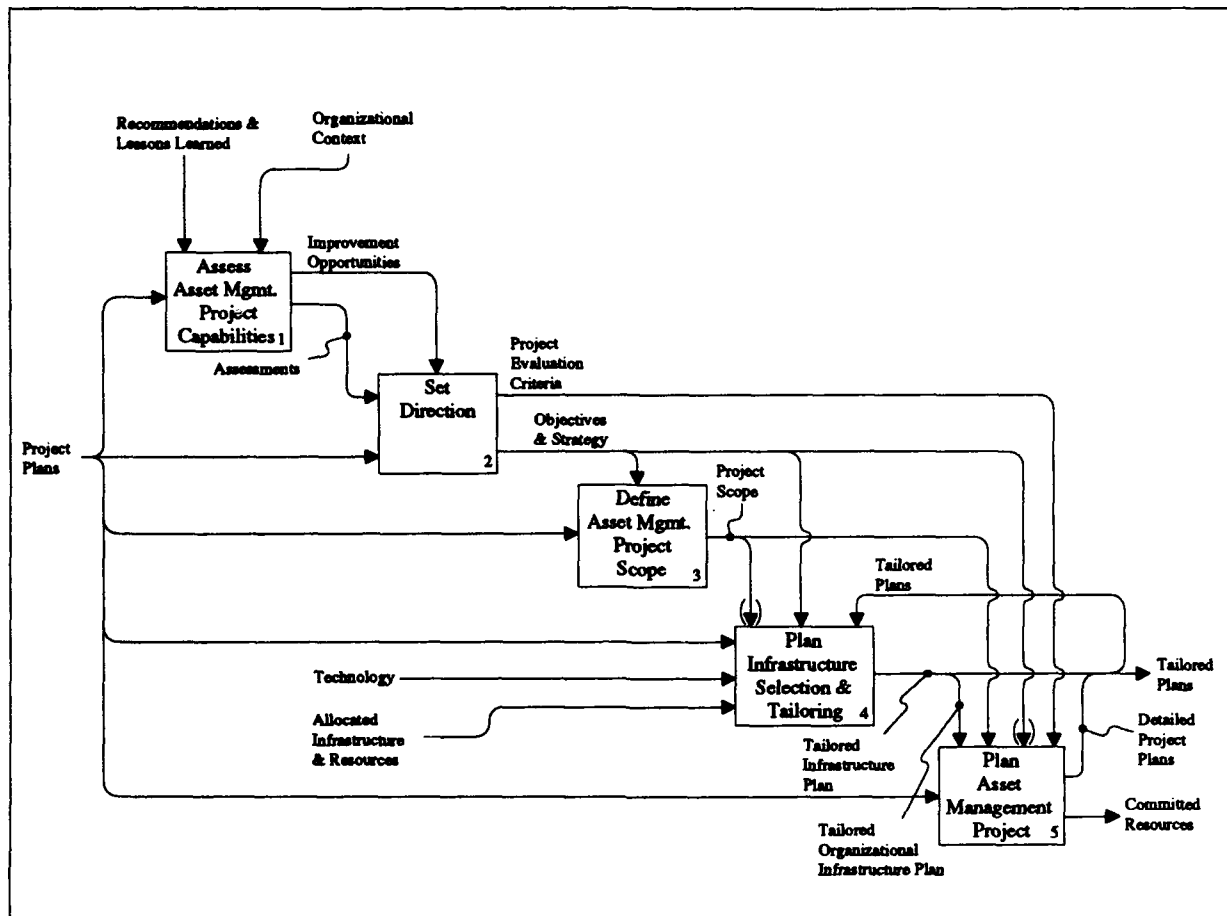 Recommendations &
Lessons Learned
Organizational
Context
Improvement
Opportunities
Assess
Asset Mgmt.
Project
Capabilities 1
Assessments
Project
Evaluation
Criteria
Set
Direction
2
Objectives
& Strategy
Project
Plans
Project
Scope
Define
Asset Mgmt.
Project
Scope
3
Tailored
Plans
Plan
Infrastructure
Selection &
Tailoring 4
Technology
Tailored
Plans
Allocated
Infrastructure
& Resources
Tailored
Infrastructure
Plan
Detailed
Project
Plans
Plan
Asset
Management
Project 5
Committed
Resources
Tailored
Organizational
Infrastructure Plan